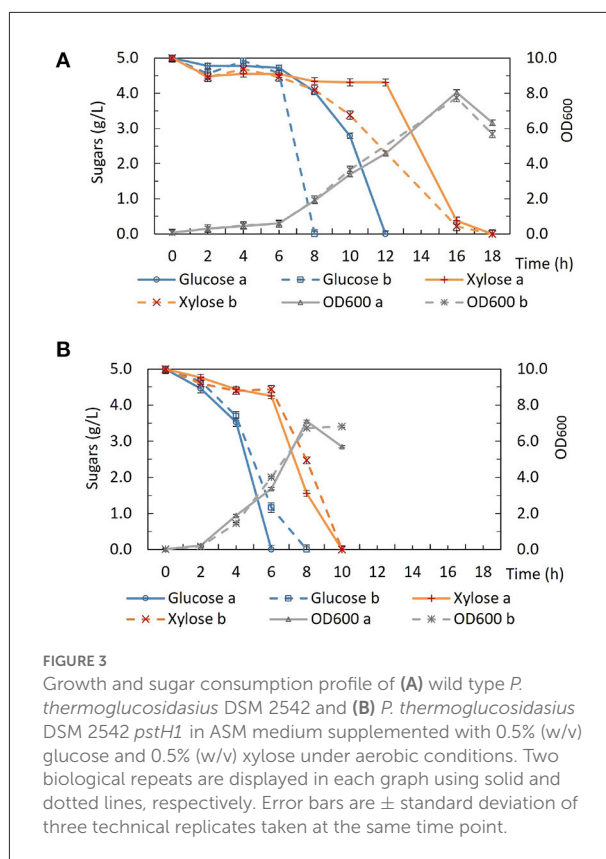 A
5.0 10.0
4.0 8.0
3.0 6.0
2.0 4.0
1.0 2.0
0.0 0.0
Sugars (g/L)
OD600
0 2 4 6 8 10 12 14 16 18
Time (h)
Glucose a Glucose b Xylose a
Xylose b OD600 a OD600 b
B
5.0 10.0
4.0 8.0
3.0 6.0
2.0 4.0
1.0 2.0
0.0 0.0
Sugars (g/L)
OD600
0 2 4 6 8 10 12 14 16 18
Time (h)
Glucose a Glucose b Xylose a
Xylose b OD600 a OD600 b
FIGURE 3
Growth and sugar consumption profile of (A) wild type P.
thermoglucosidasius DSM 2542 and (B) P. thermoglucosidasius
DSM 2542 pstH1 in ASM medium supplemented with 0.5% (w/v)
glucose and 0.5% (w/v) xylose under aerobic conditions. Two
biological repeats are displayed in each graph using solid and
dotted lines, respectively. Error bars are ± standard deviation of
three technical replicates taken at the same time point.